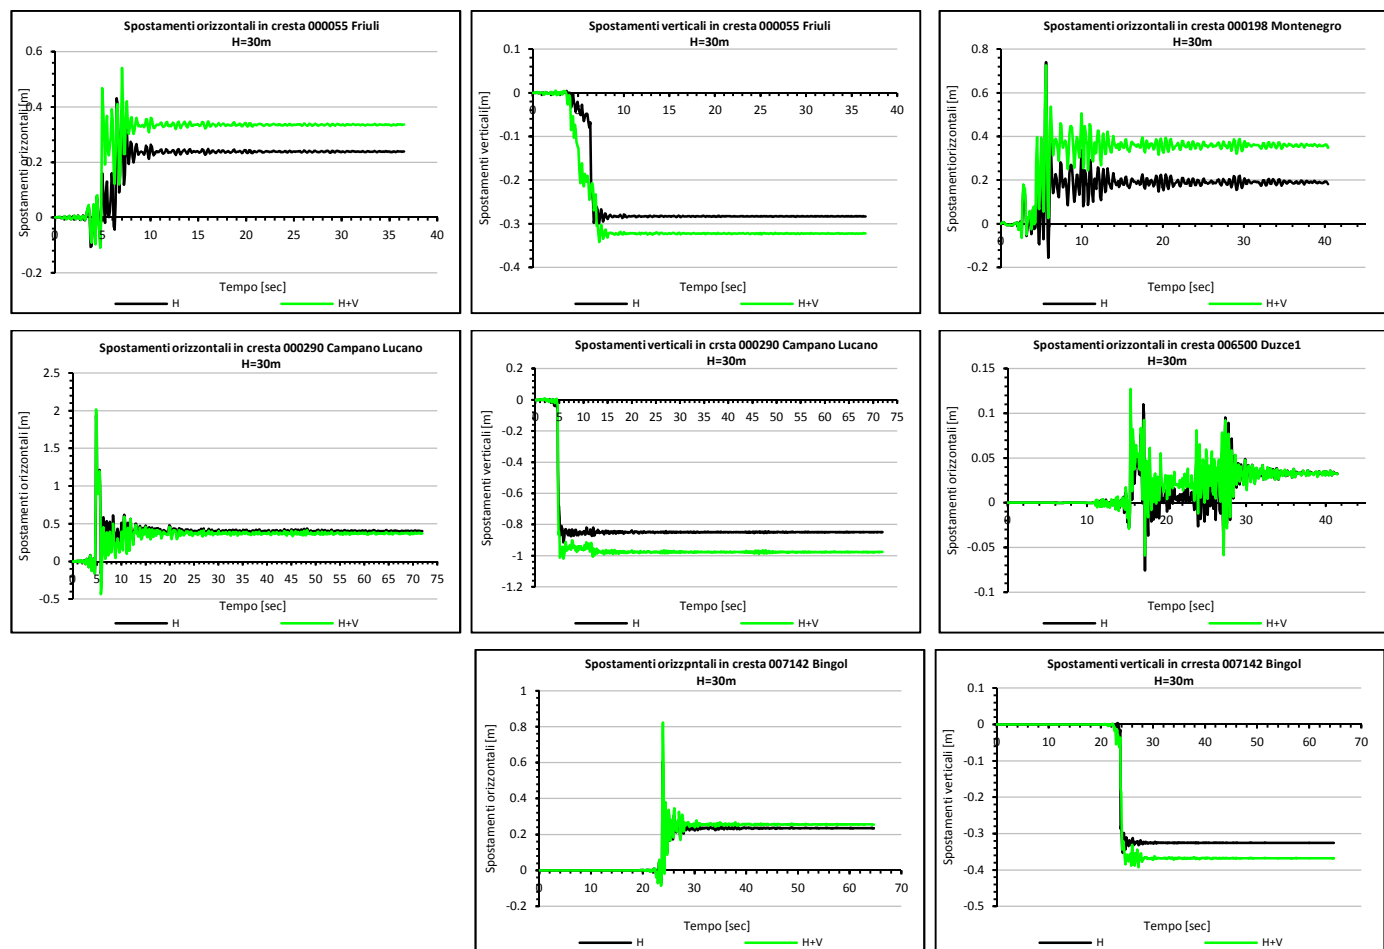 Spostamenti orizzontali in cresta 000055 Friuli
H=30m
Spostamenti orizzontali [m]
0.6
0.4
0.2
0
-0.2
0 5 10 15 20 25 30 35 40
Tempo [sec]
H H+V
Spostamenti verticali in cresta 000055 Friuli
H=30m
Spostamenti verticali[m]
0.1
0
-0.1
-0.2
-0.3
-0.4
0 10 15 20 25 30 35 40
Tempo [sec]
H H+V
Spostamenti orizzontali in cresta 000198 Montenegro
H=30m
Spostamenti orizzontali [m]
0.8
0.6
0.4
0.2
0
-0.2
0 10 20 30 40
Tempo [sec]
H H+V
Spostamenti orizzontali in cresta 000290 Campano Lucano
H=30m
Spostamenti orizzontali [m]
2.5
2
1.5
1
0.5
0
-0.5
0 5 10 15 20 25 30 35 40 45 50 55 60 65 70 75
Tempo [sec]
H H+V
Spostamenti verticali in crsta 000290 Campano Lucano
H=30m
Spostamenti verticali [m]
0.2
0
-0.2
-0.4
-0.6
-0.8
-1
-1.2
0 5 10 15 20 25 30 35 40 45 50 55 60 65 70 75
Tempo [sec]
H H+V
Spostamenti orizzontali in cresta 006500 Duzce1
H=30m
Spostamenti orizzontali [m]
0.15
0.1
0.05
0
-0.05
-0.1
0 10 20 30 40
Tempo [sec]
H H+V
Spostamenti orizzpntali in cresta 007142 Bingol
H=30m
Spostamenti orizzontali [m]
1
0.8
0.6
0.4
0.2
0
-0.2
0 10 20 30 40 50 60 70
Tempo [sec]
H H+V
Spostamenti verticali in crresta 007142 Bingol
H=30m
Spostamenti verticali [m]
0.1
0
-0.1
-0.2
-0.3
-0.4
-0.5
0 10 20 30 40 50 60 70
Tempo [sec]
H H+V